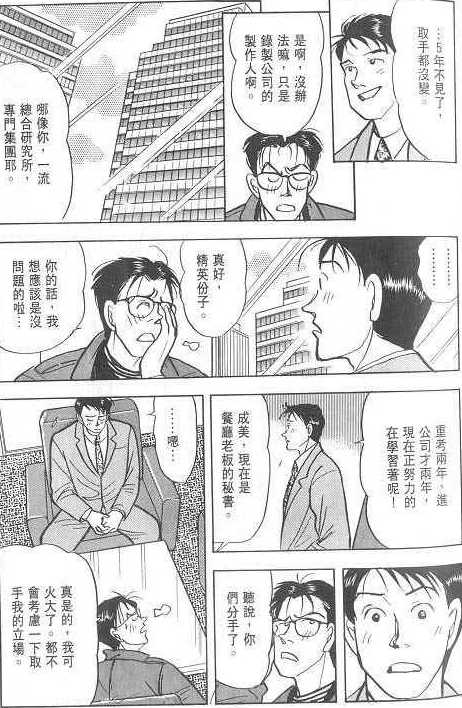 …5年不見了，
取手都沒變。
是啊，沒辦
法嘛，只是
錄製公司的
製作人啊。
哪像你，一流
綜合研究所，
專門集團耶。
………
真好，
精英份子。
你的話，我
想應該是沒
問題的啦…
重考兩年、進
公司才兩年，
現在正努力的
在學習著呢！
成美，現在是
餐廳老板的秘書。
……嗯…
聽說，你
們分手了。
真是的，我可
火大了。都不
會考慮一下取
手我的立場。